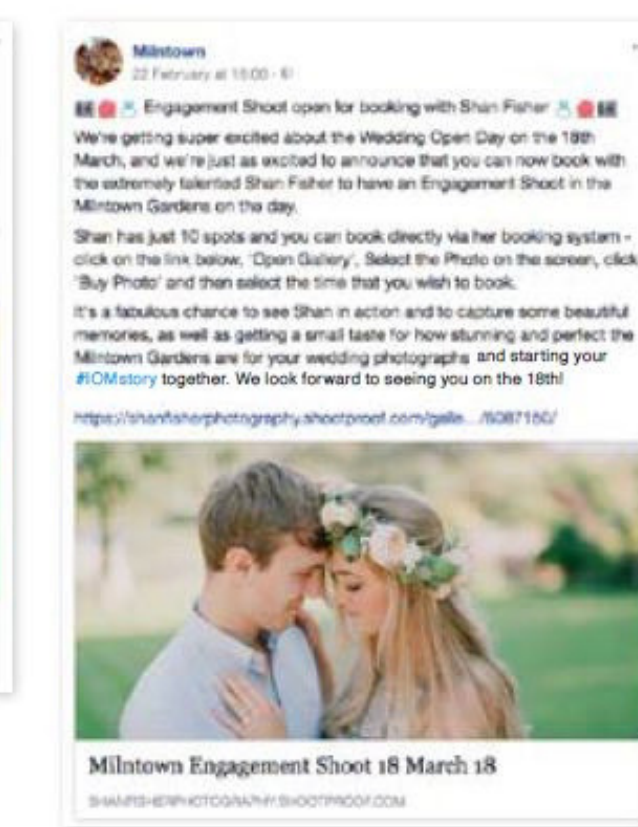 Milntown
22 February at 15:00 ·
Engagement Shoot open for booking with Shan Fisher
We're getting super excited about the Wedding Open Day on the 18th
March, and we're just as excited to announce that you can now book with
the extremely talented Shan Fisher to have an Engagement Shoot in the
Milntown Gardens on the day.
Shan has just 10 spots and you can book directly via her booking system -
click on the link below, 'Open Gallery', Select the Photo on the screen, click
'Buy Photo' and then select the time that you wish to book.
It's a fabulous chance to see Shan in action and to capture some beautiful
memories, as well as getting a small taste for how stunning and perfect the
Milntown Gardens are for your wedding photographs and starting your
#IOMstory together. We look forward to seeing you on the 18th!
https://shanfisherphotography.shootproof.com/galle.../6087150/
Milntown Engagement Shoot 18 March 18
SHANFISHERPHOTOGRAPHY.SHOOTPROOF.COM